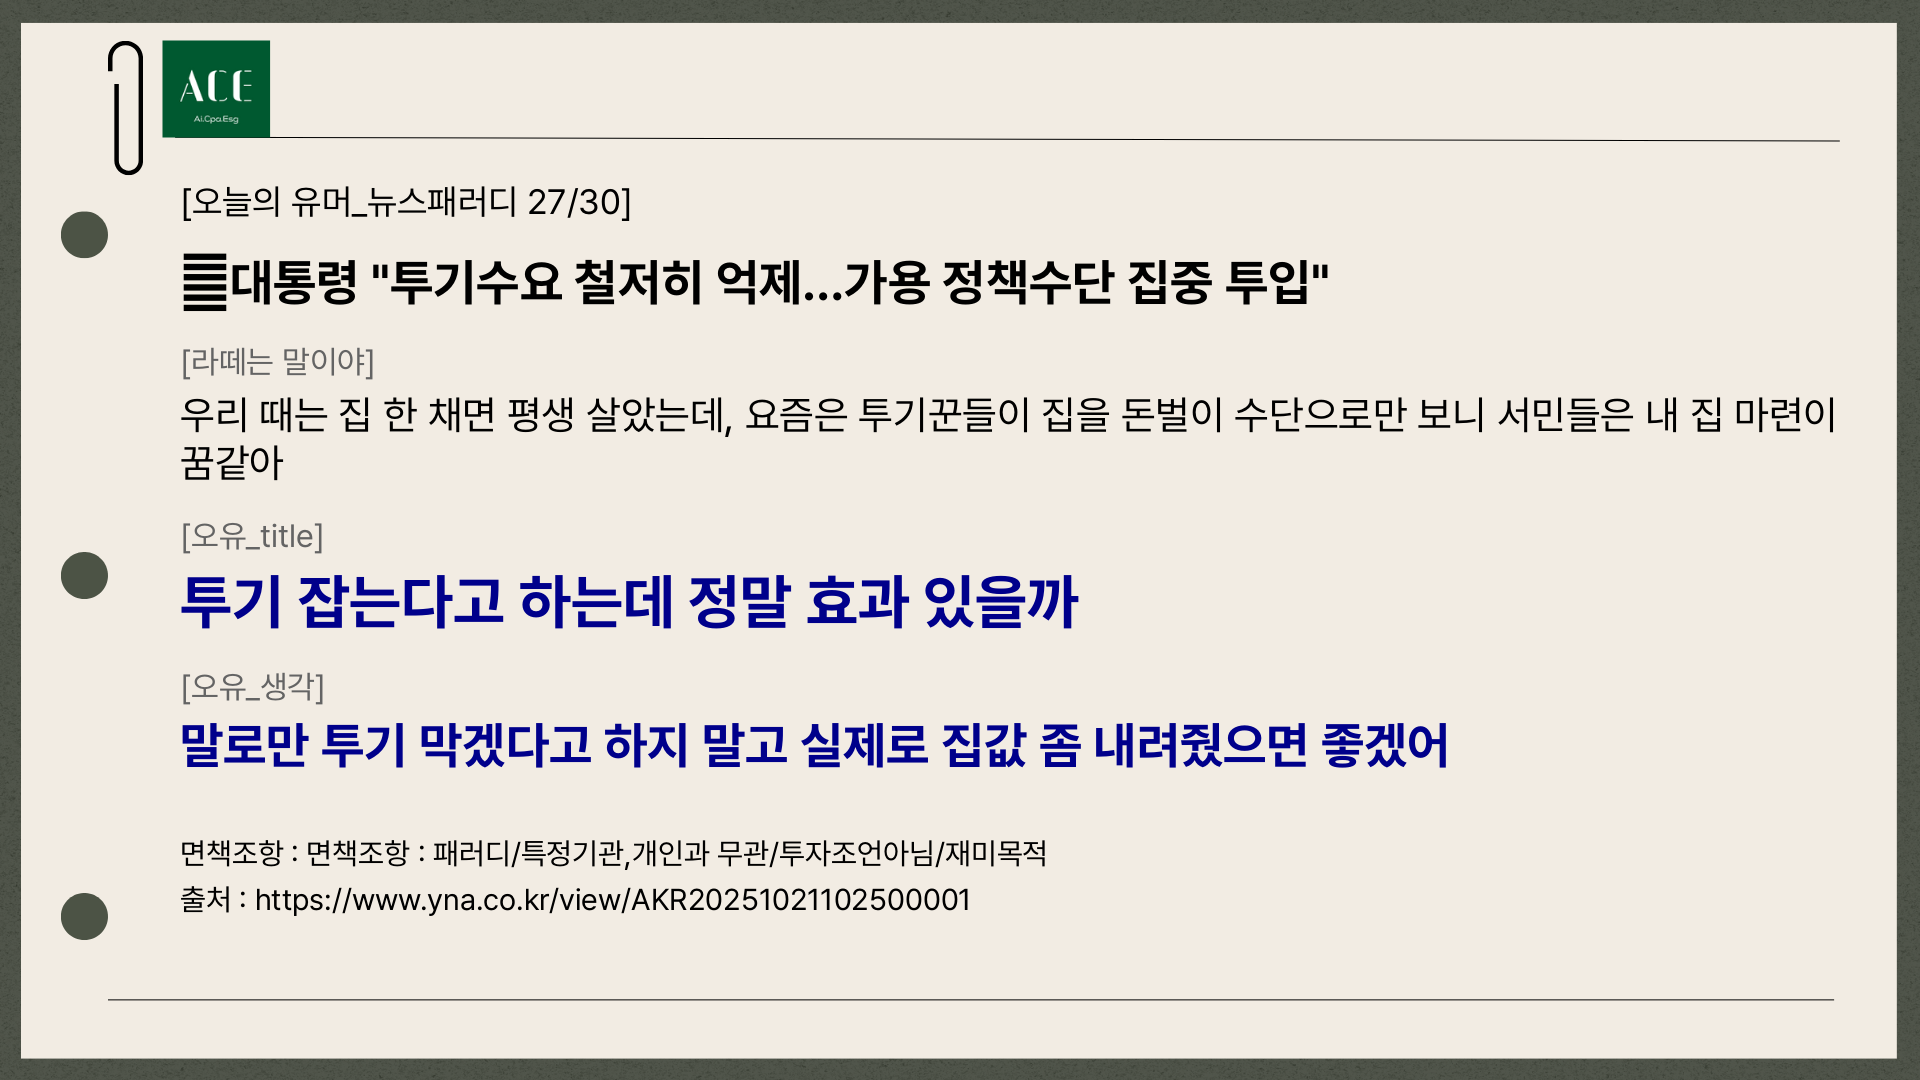 ACE
Ai.Cpa.Esg
[오늘의 유머_뉴스패러디 27/30]
대통령 "투기수요 철저히 억제...가용 정책수단 집중 투입"
[라떼는 말이야]
우리 때는 집 한 채면 평생 살았는데, 요즘은 투기꾼들이 집을 돈벌이 수단으로만 보니 서민들은 내 집 마련이
꿈같아
[오유_title]
투기 잡는다고 하는데 정말 효과 있을까
[오유_생각]
말로만 투기 막겠다고 하지 말고 실제로 집값 좀 내려줬으면 좋겠어
면책조항 : 면책조항 : 패러디/특정기관,개인과 무관/투자조언아님/재미목적
출처 : https://www.yna.co.kr/view/AKR20251021102500001